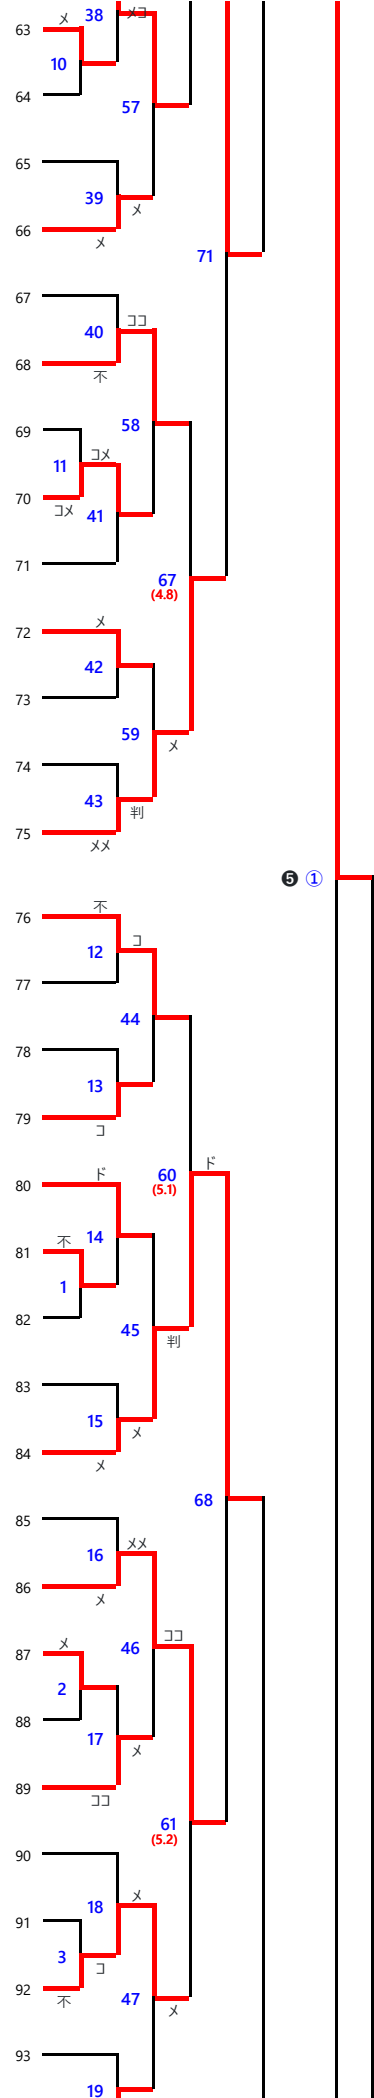 38 メコ
63 メ
10
64
57
65
39 メ
66 メ
71
67
40 ココ
68 不
58
69
11 コメ
70 コメ
41
71
67
(4.8)
72 メ
42
73
59 メ
74
43 判
75 メメ
❺ ①
76 不
12 コ
77
44
78
13
79 コ
60 ド
(5.1)
80 ド
14
81 不
1
82
45 判
83
15 メ
84 メ
68
85
16 メメ
86 メ
46 ココ
87 メ
2
88
17 メ
89 ココ
61
(5.2)
90
18 メ
91
3 コ
92 不
47 メ
93
19